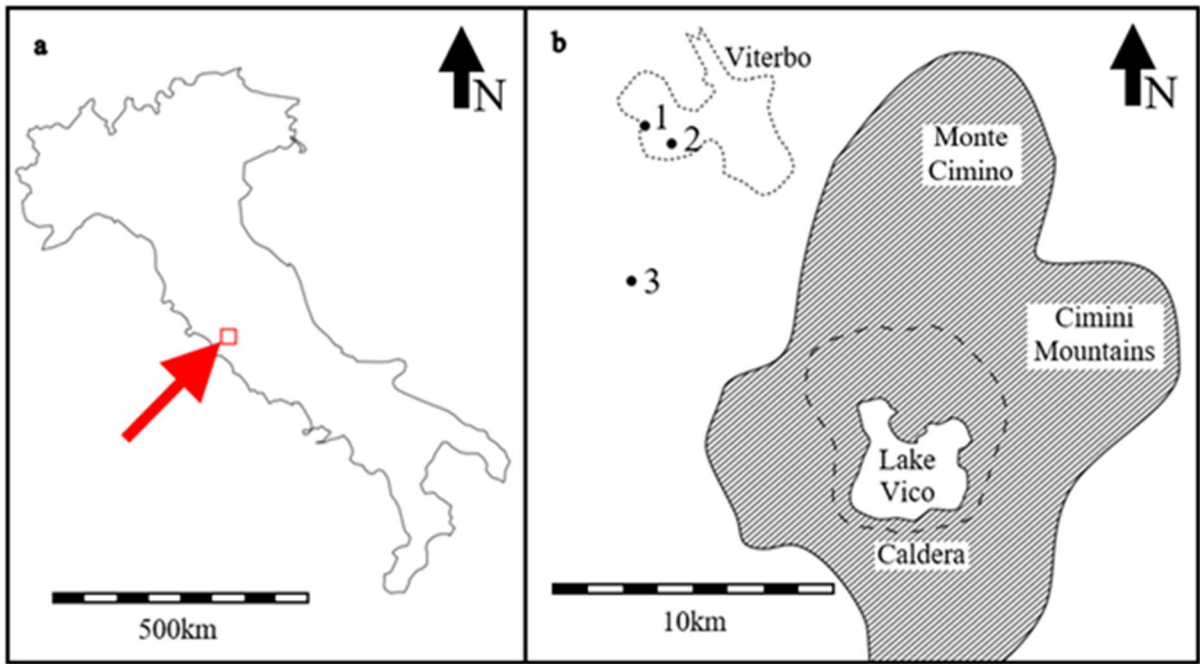 a
N
500km
b
N
Viterbo
1
2
3
Monte
Cimino
Cimini
Mountains
Lake
Vico
Caldera
10km